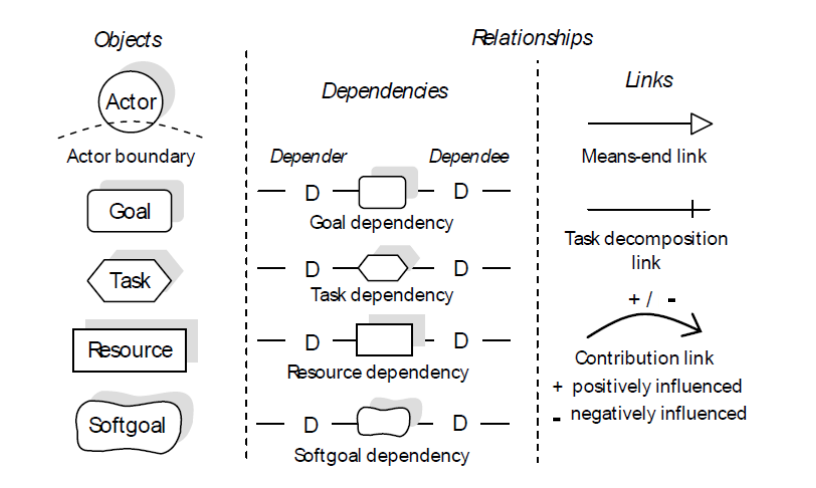 Objects
Actor
Actor boundary
Goal
Task
Resource
Softgoal
Relationships
Dependencies
Depender Dependee
D D
Goal dependency
D D
Task dependency
D D
Resource dependency
D D
Softgoal dependency
Links
Means-end link
Task decomposition
link
+ / -
Contribution link
+ positively influenced
- negatively influenced